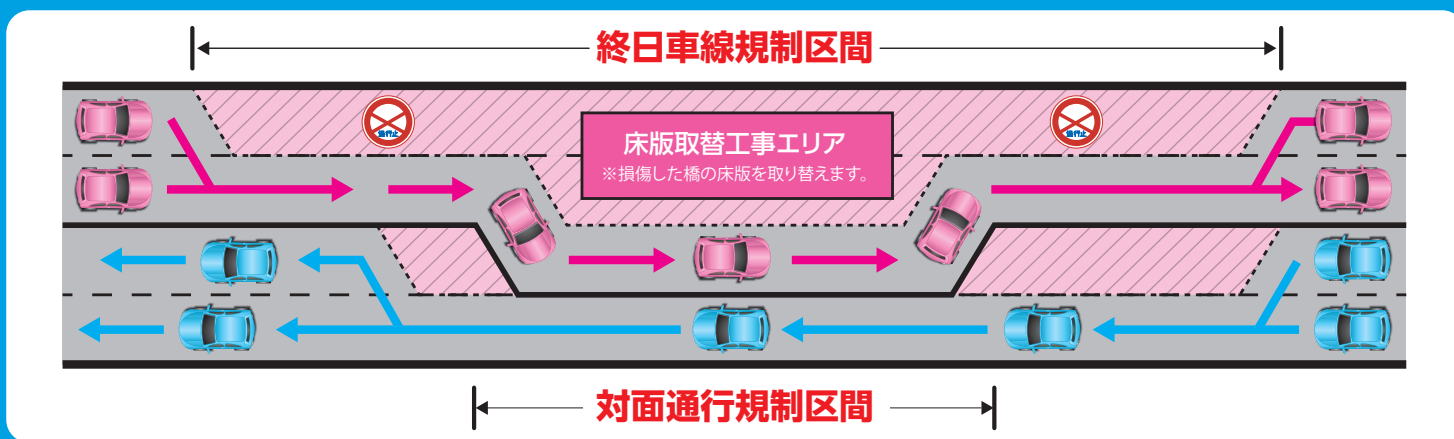 終日車線規制区間
通行止
通行止
床版取替工事エリア
※損傷した橋の床版を取り替えます。
対面通行規制区間